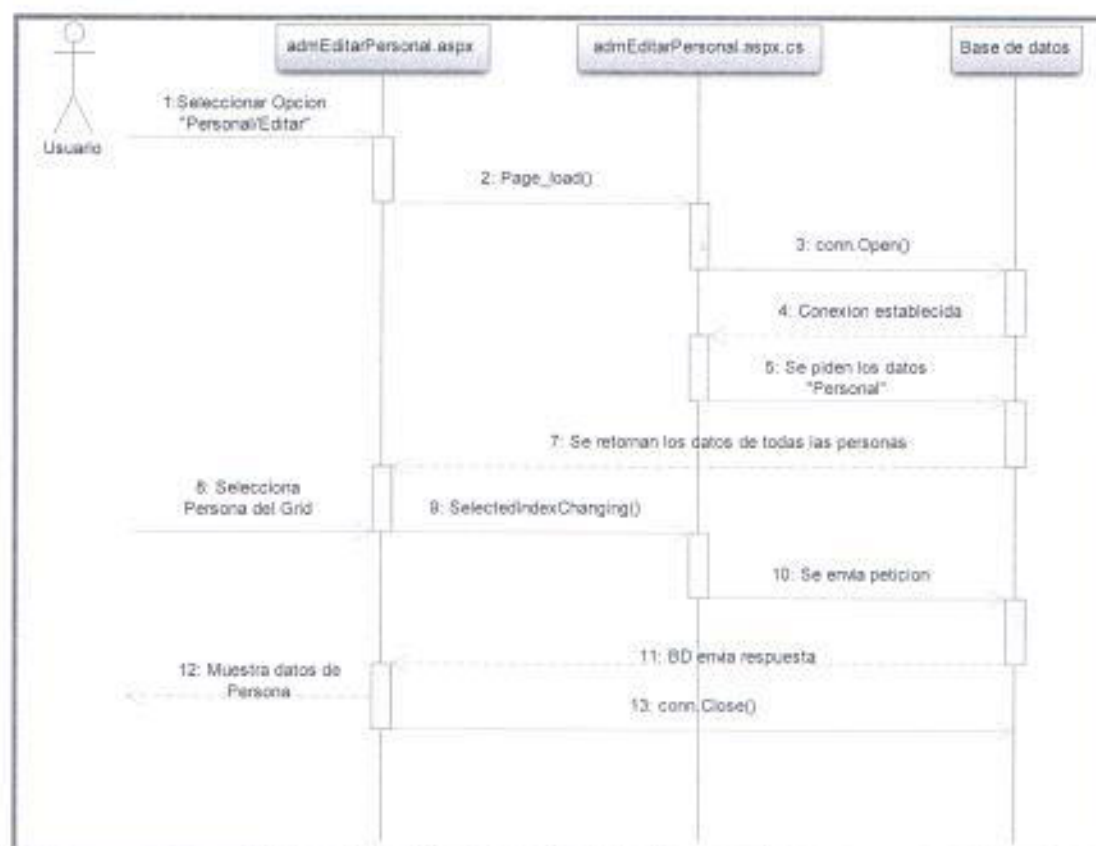 admEditarPersonal.aspx
admEditarPersonal.aspx.cs
Base de datos
Usuario
1:Seleccionar Opcion
"Personal/Editar"
2: Page_load()
3: conn.Open()
4: Conexion establecida
5: Se piden los datos
"Personal"
7: Se retornan los datos de todas las personas
8: Selecciona
Persona del Grid
9: SelectedIndexChanging()
10: Se envia peticion
11: BD envia respuesta
12: Muestra datos de
Persona
13: conn.Close()